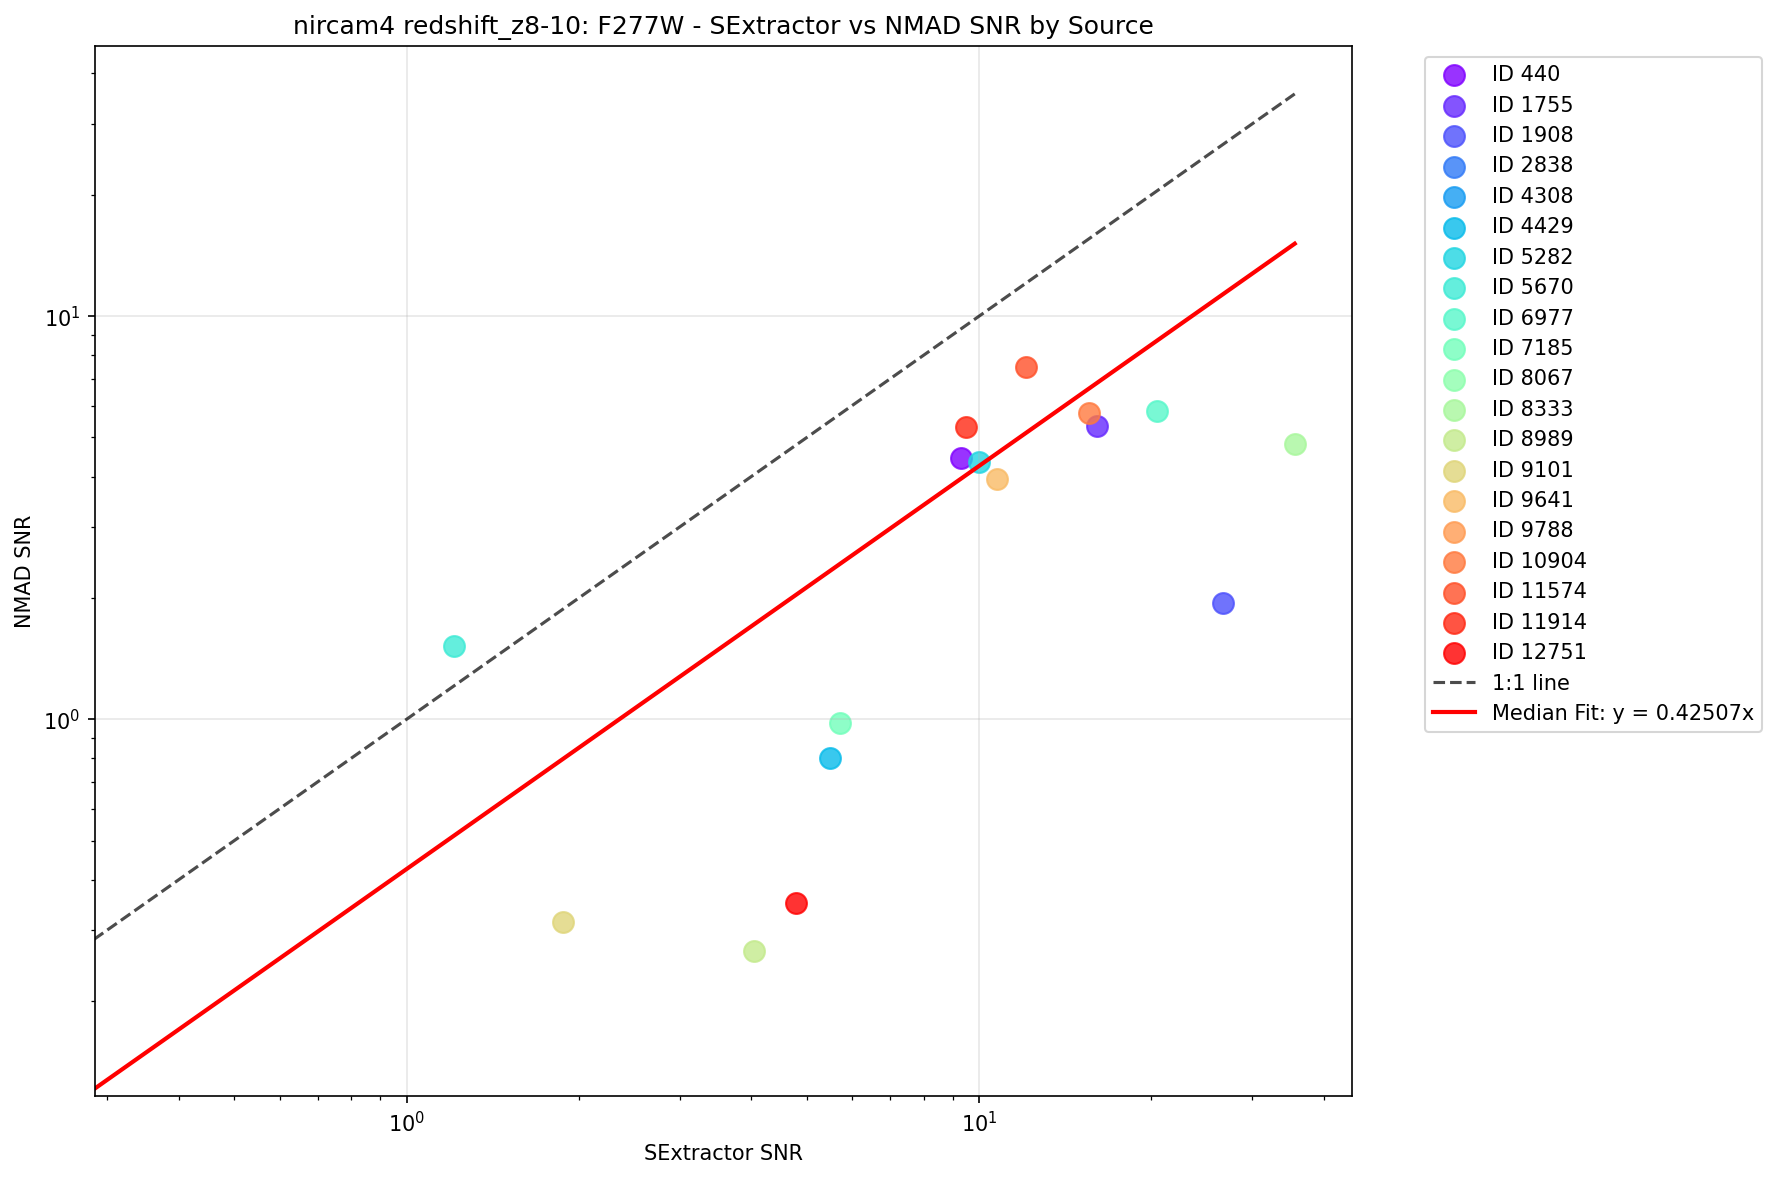 nircam4 redshift_z8-10: F277W - SExtractor vs NMAD SNR by Source
NMAD SNR
10¹
10⁰
10⁰
10¹
SExtractor SNR
ID 440
ID 1755
ID 1908
ID 2838
ID 4308
ID 4429
ID 5282
ID 5670
ID 6977
ID 7185
ID 8067
ID 8333
ID 8989
ID 9101
ID 9641
ID 9788
ID 10904
ID 11574
ID 11914
ID 12751
1:1 line
Median Fit: y = 0.42507x